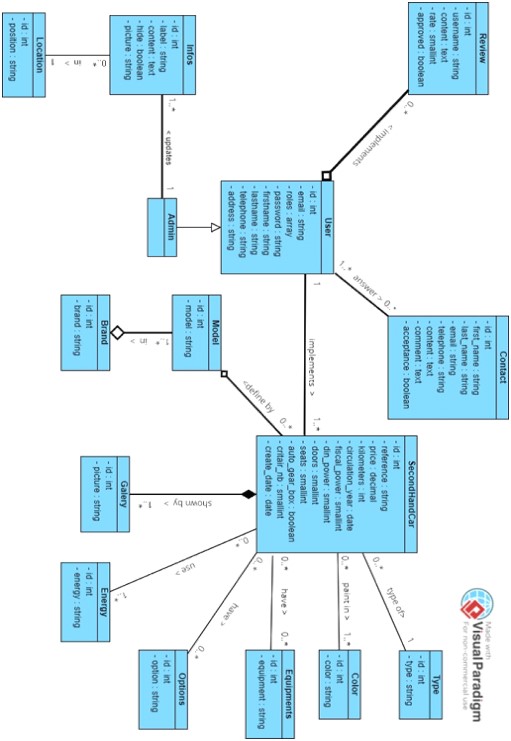 Review
- id : int
- username : string
- content : text
- rate : smallint
- approved : boolean
Contact
- id : int
- first_name : string
- last_name : string
- email : string
- telephone : string
- content : text
- comment : text
- acceptance : boolean
Made with
VisualParadigm
For non-commercial use
0..*
< implements
1..* answer > 0..*
User
- id : int
- email : string
- roles : array
- password : string
- firstname : string
- lastname : string
- telephone : string
- address : string
1
implements >
1..*
SecondHandCar
- id : int
- reference : string
- price : decimal
- kilometers : int
- circulation_year : date
- fiscal_power : smallint
- din_power : smallint
- doors : smallint
- seats : smallint
- auto_gear_box : boolean
- critair_nb : smallint
- create_date : date
0..*
type of>
1
Type
- id : int
- type : string
0..*
paint in >
1..*
Color
- id : int
- color : string
0..*
have >
0..*
Equipments
- id : int
- equipment : string
0..*
have >
0..*
Options
- id : int
- option : string
0..*
use >
1..*
Energy
- id : int
- energy : string
shown by > 1..*
Galery
- id : int
- picture : string
<define by 0..*
Model
- id : int
- model : string
1..* in >
Brand
- id : int
- brand : string
Admin
1..*
< updates
1
Infos
- id : int
- label : string
- content : text
- hide : boolean
- picture : string
0..* in > 1
Location
- id : int
- position : string